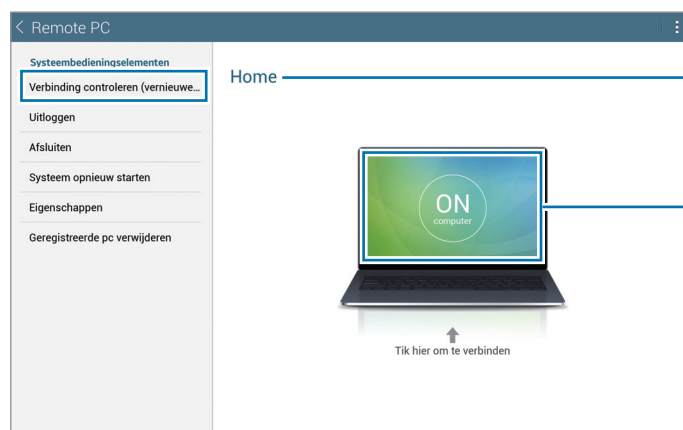 Remote PC
Systeembedieningselementen
Verbinding controleren (vernieuwe...
Uitloggen
Afsluiten
Systeem opnieuw starten
Eigenschappen
Geregistreerde pc verwijderen
Home
ON
computer
Tik hier om te verbinden